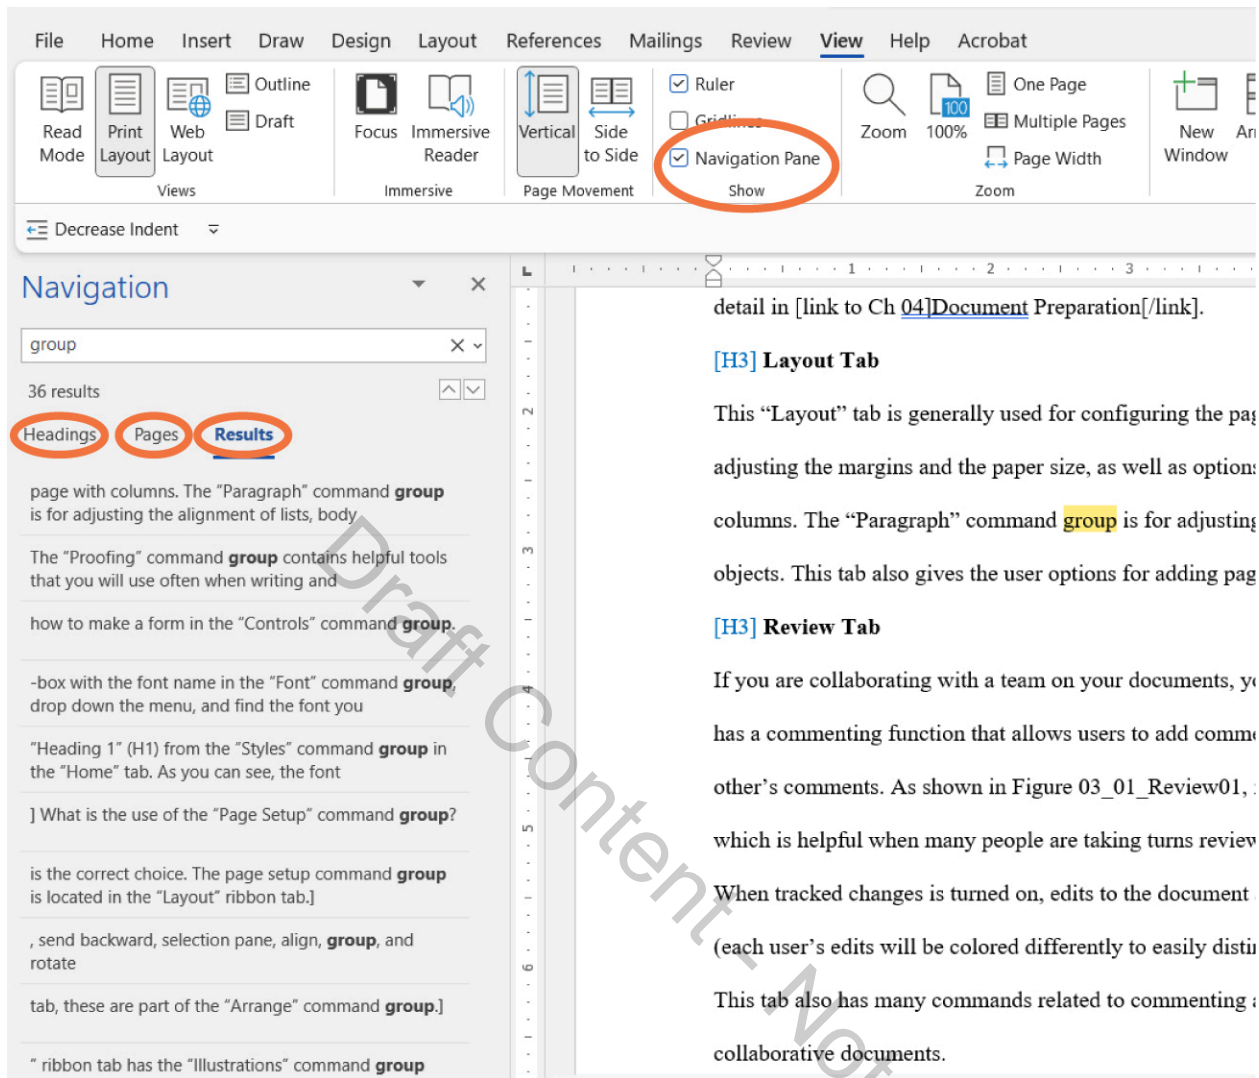 File Home Insert Draw Design Layout References Mailings Review View Help Acrobat
Read Mode
Print Layout
Web Layout
Outline
Draft
Views
Focus
Immersive Reader
Immersive
Vertical
Side to Side
Page Movement
Ruler
Gridlines
Navigation Pane
Show
Zoom
100
100%
One Page
Multiple Pages
Page Width
Zoom
New Window
Decrease Indent
Navigation
group
36 results
Headings Pages Results
page with columns. The "Paragraph" command group
is for adjusting the alignment of lists, body
The "Proofing" command group contains helpful tools
that you will use often when writing and
how to make a form in the "Controls" command group.
-box with the font name in the "Font" command group,
drop down the menu, and find the font you
"Heading 1" (H1) from the "Styles" command group in
the "Home" tab. As you can see, the font
] What is the use of the "Page Setup" command group?
is the correct choice. The page setup command group
is located in the "Layout" ribbon tab.]
, send backward, selection pane, align, group, and
rotate
tab, these are part of the "Arrange" command group.]
" ribbon tab has the "Illustrations" command group
1 2 3
2
3
4
5
6
detail in [link to Ch 04]Document Preparation[/link].
[H3] Layout Tab
This “Layout” tab is generally used for configuring the
adjusting the margins and the paper size, as well as options
columns. The “Paragraph” command group is for adjusting
objects. This tab also gives the user options for adding
[H3] Review Tab
If you are collaborating with a team on your documents,
has a commenting function that allows users to add
other’s comments. As shown in Figure 03_01_Review01,
which is helpful when many people are taking turns
When tracked changes is turned on, edits to the document
(each user’s edits will be colored differently to easily
This tab also has many commands related to commenting
collaborative documents.
Draft Content - Not